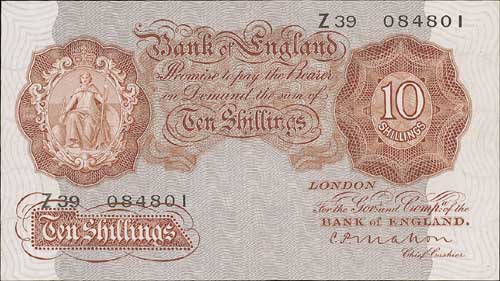 Z39 084801
Bank of England
Promise to pay the Bearer
on Demand the sum of
Ten Shillings
10
SHILLINGS
Z39 084801
Ten Shillings
LONDON
For the Govr and Compa of the
BANK OF ENGLAND.
C P Mahon
Chief Cashier